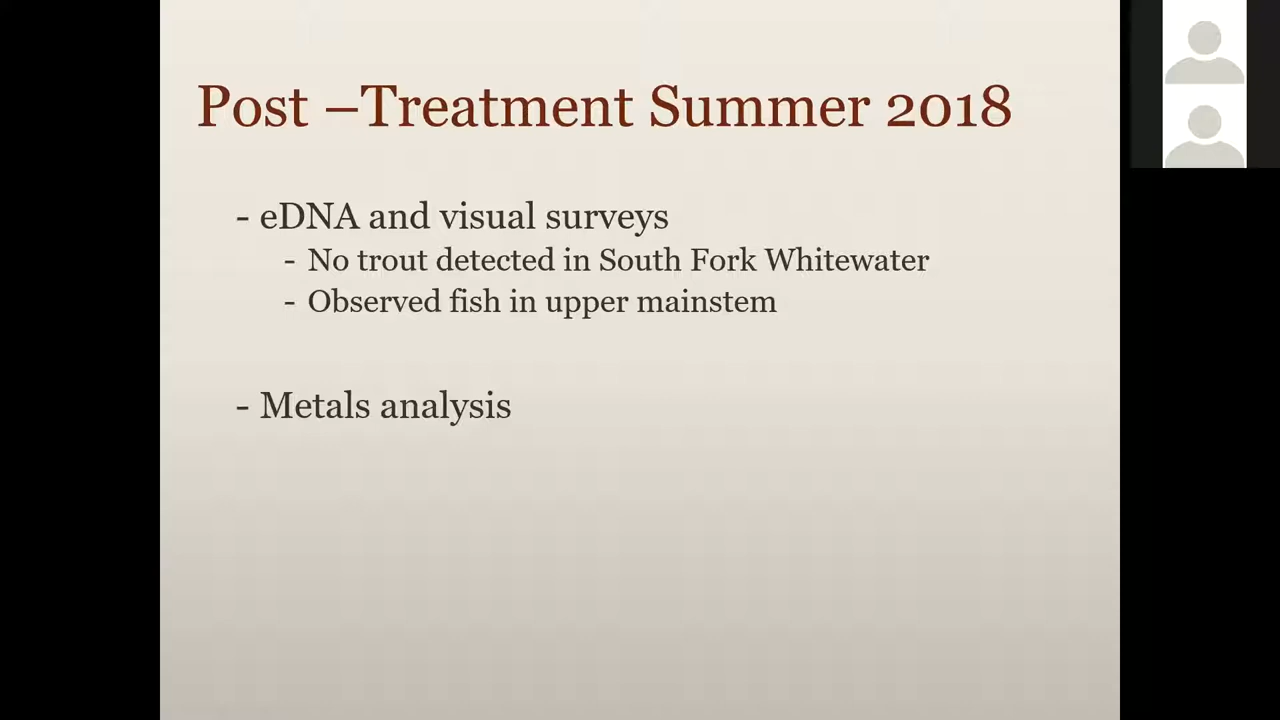 Post –Treatment Summer 2018
- eDNA and visual surveys
- No trout detected in South Fork Whitewater
- Observed fish in upper mainstem
- Metals analysis